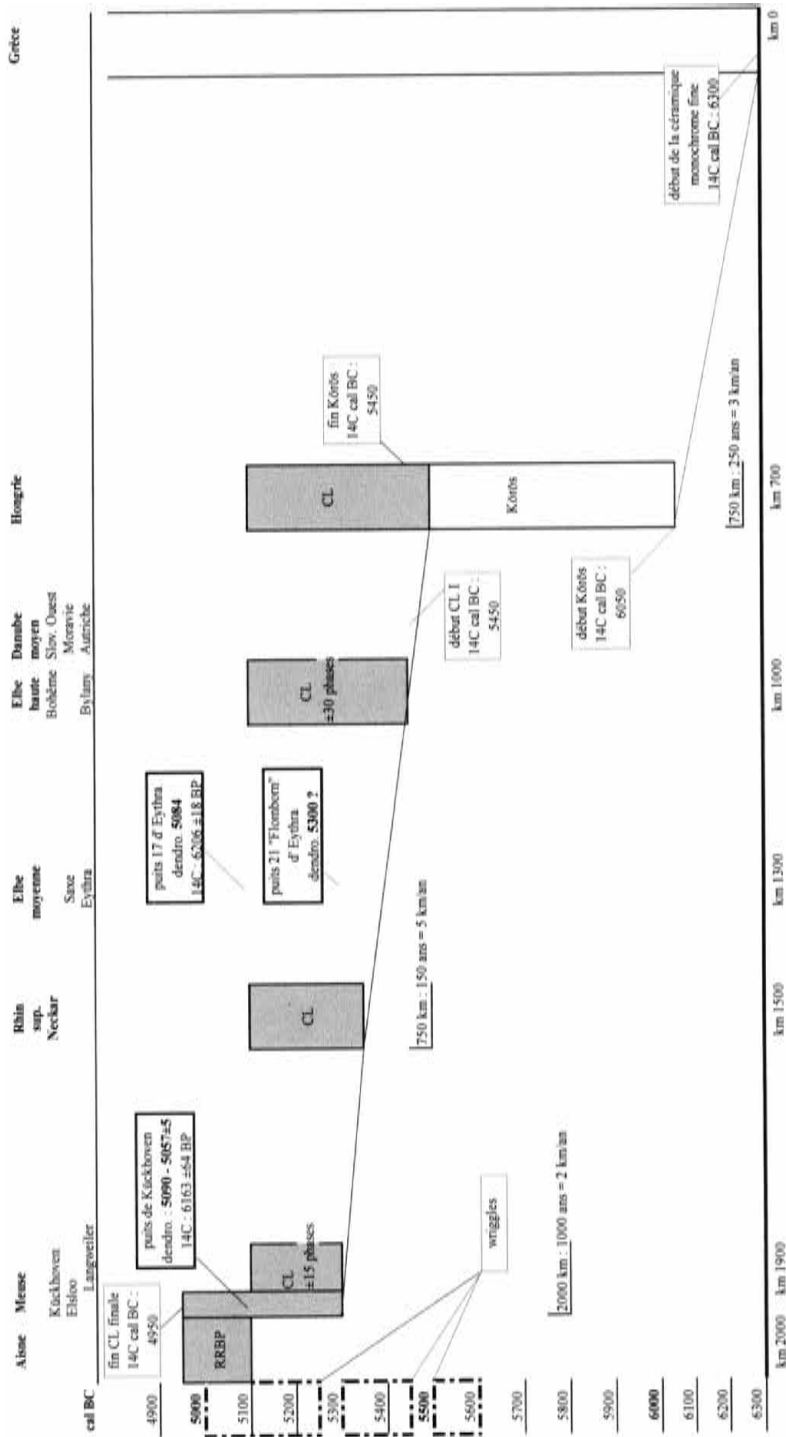 Aisne
Meuse
Kückhoven
Elsloo
Langweiler
Rhin
sup.
Neckar
Elbe
moyenne
Saxe
Eythra
Elbe
haute
Bohême
Bylany
Danube
moyen
Slov. Ouest
Moravie
Autriche
Hongrie
Grèce
cal BC
4900
5000
5100
5200
5300
5400
5500
5600
5700
5800
5900
6000
6100
6200
6300
fin CL finale
14C cal BC :
4950
puits de Kückhoven
dendro. : 5090 - 5057±5
14C : 6163 ±64 BP
RRBP
CL
±15 phases
wriggles
2000 km : 1000 ans = 2 km/an
CL
750 km : 150 ans = 5 km/an
puits 17 d' Eythra
dendro. 5084
14C : 6206 ±18 BP
puits 21 "Flomborn"
d' Eythra
dendro. 5300 ?
CL
±30 phases
début CL I
14C cal BC :
5450
CL
Körös
fin Körös
14C cal BC :
5450
début Körös
14C cal BC :
6050
750 km : 250 ans = 3 km/an
début de la céramique
monochrome fine
14C cal BC : 6300
km 2000
km 1900
km 1500
km 1300
km 1000
km 700
km 0